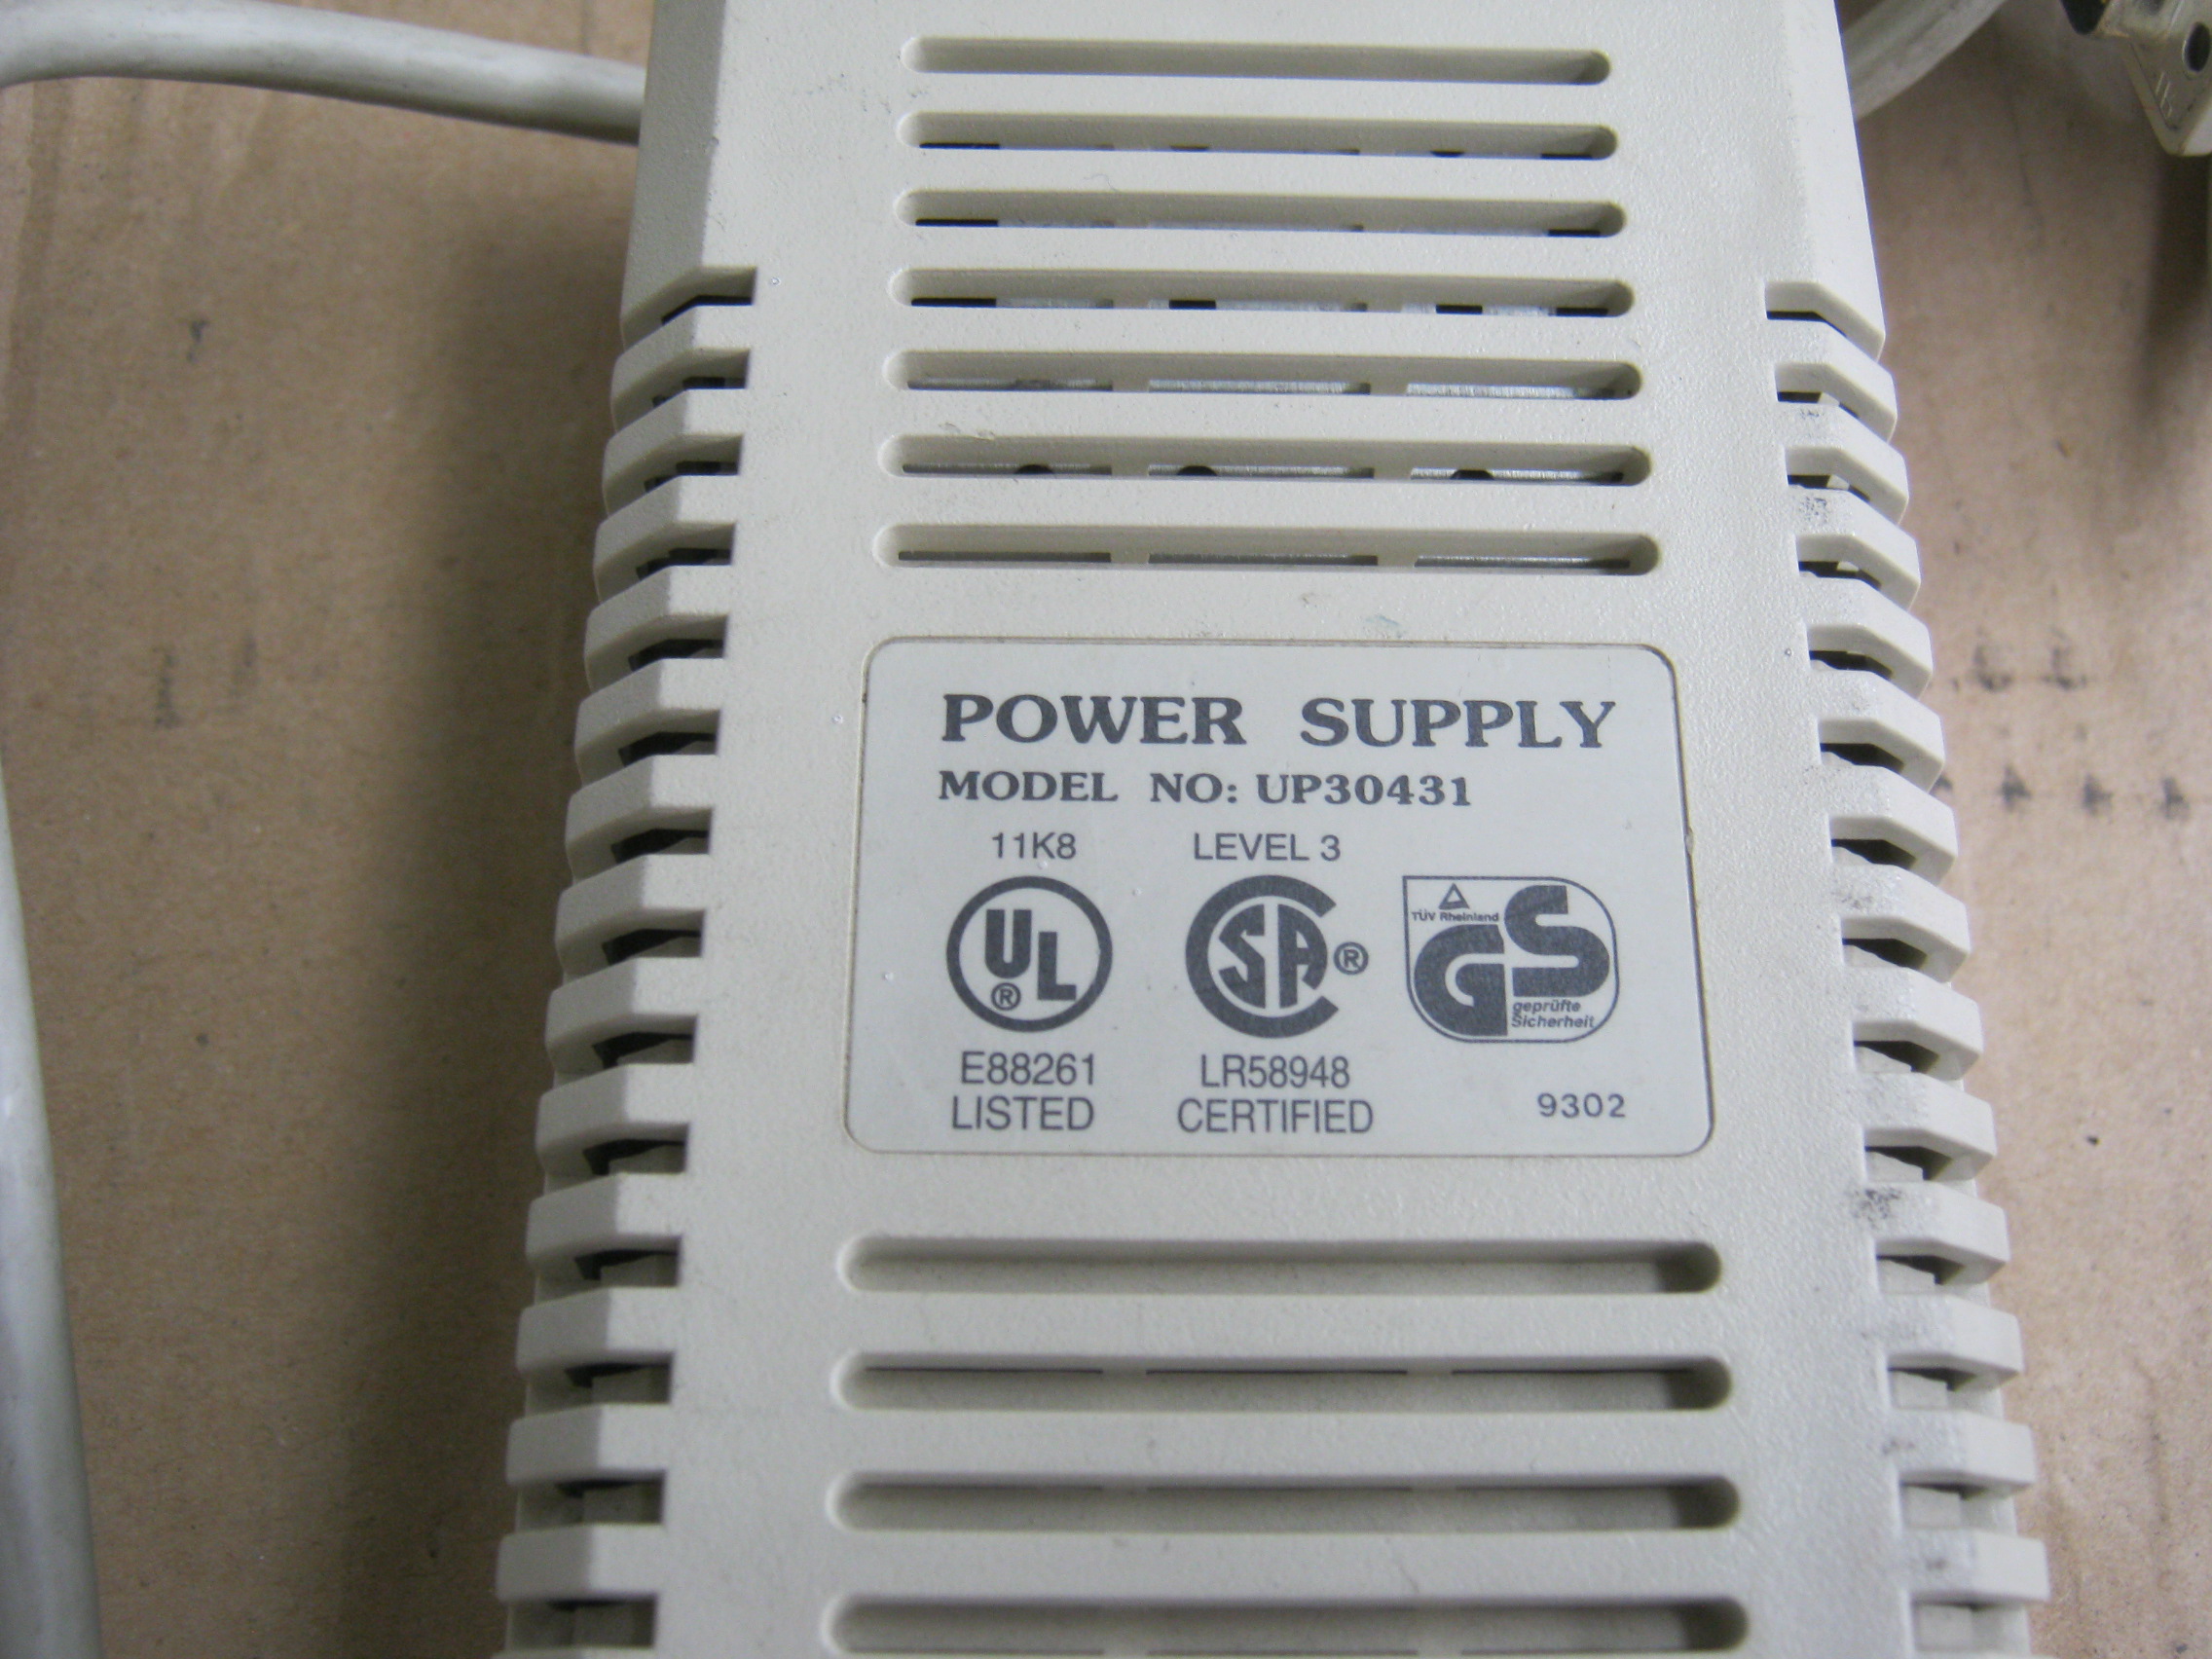 POWER SUPPLY
MODEL NO: UP30431
11K8 LEVEL 3
UL ®
SA ®
TÜV Rheinland
GS
geprüfte
Sicherheit
E88261 LR58948
LISTED CERTIFIED 9302